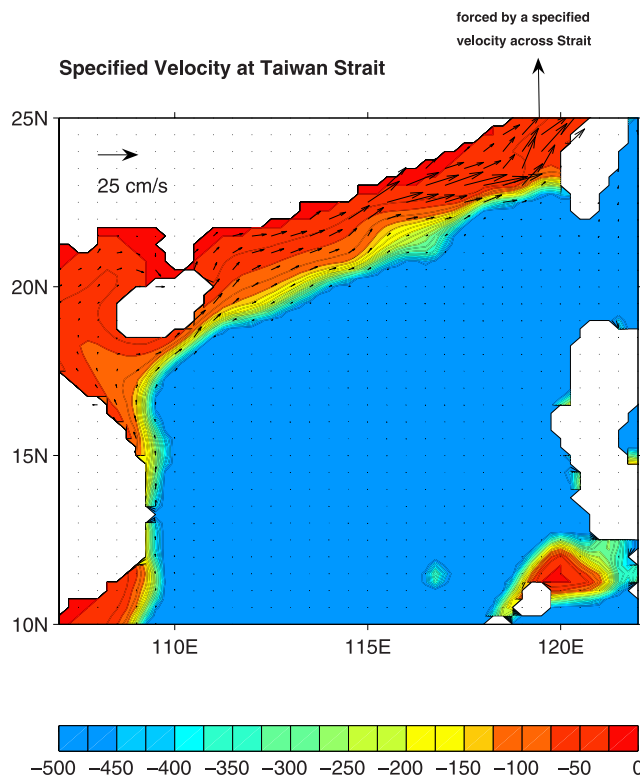 forced by a specified
velocity across Strait
Specified Velocity at Taiwan Strait
25N
25 cm/s
20N
15N
10N
110E 115E 120E
−500 −450 −400 −350 −300 −250 −200 −150 −100 −50 0